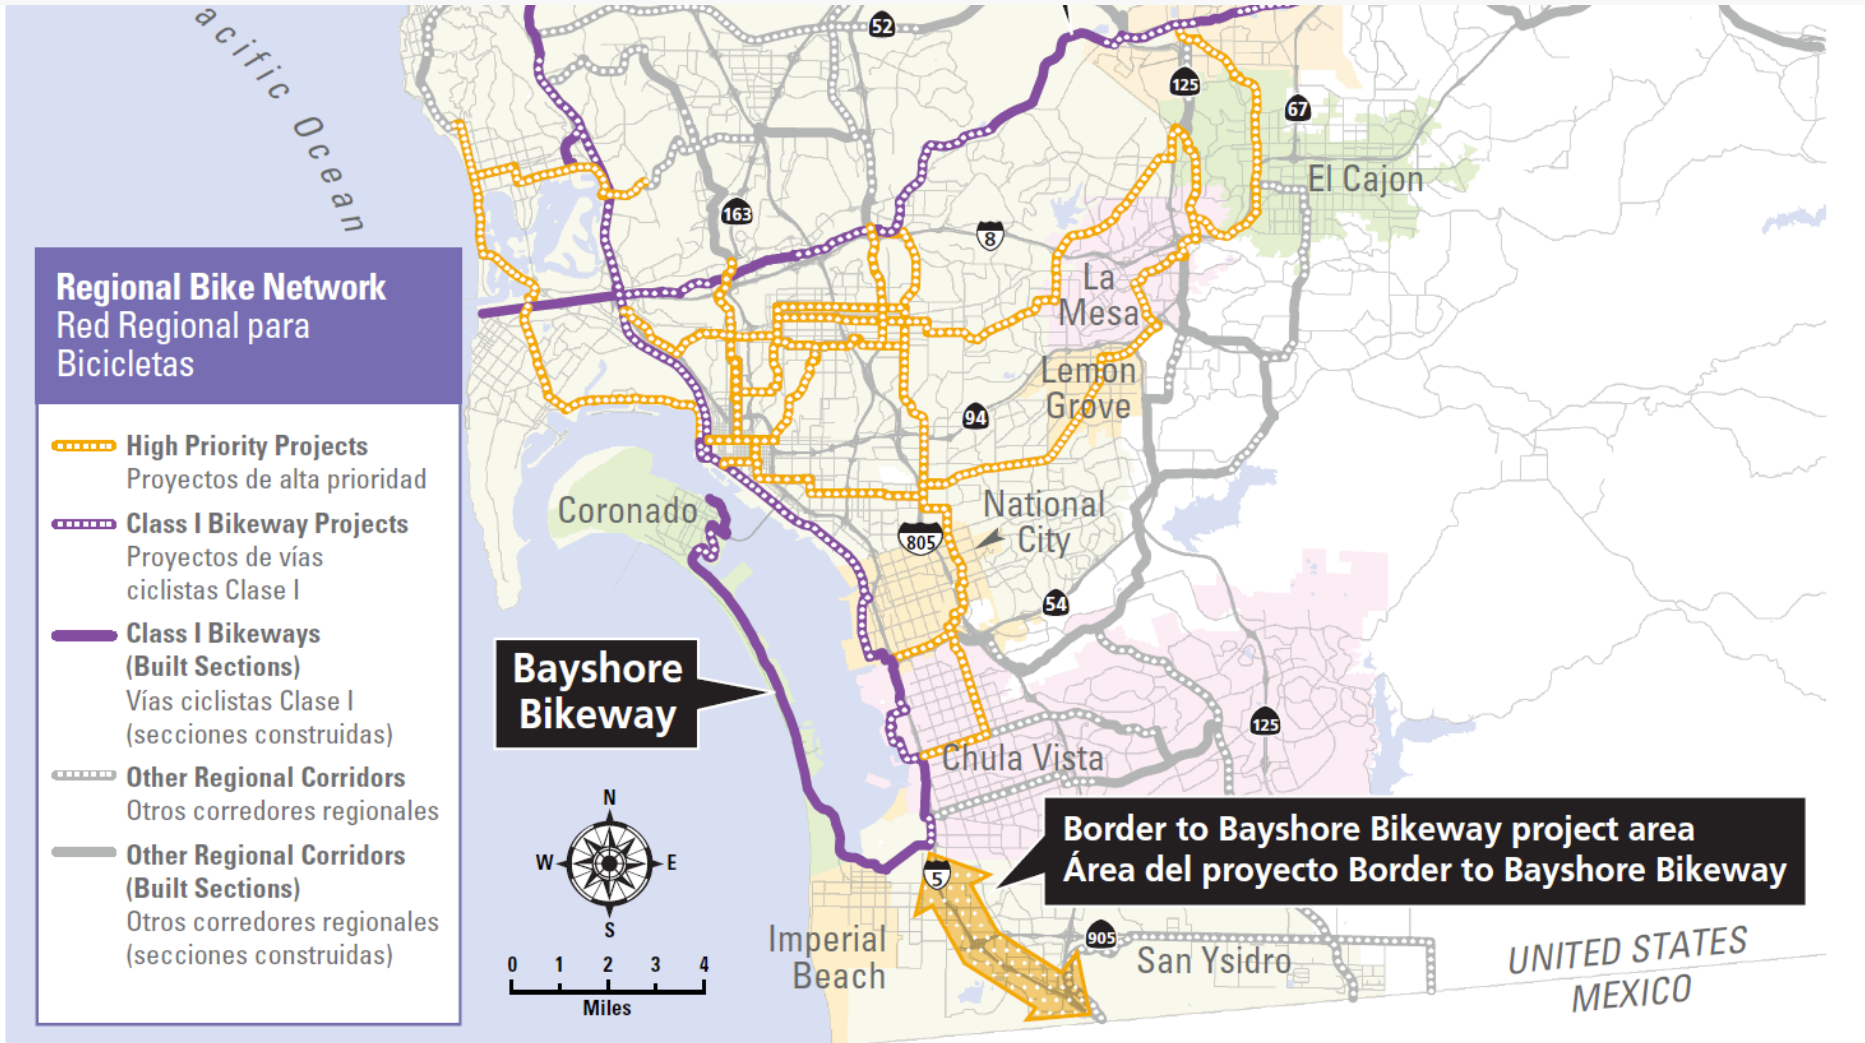 acific Ocean
52
125
67
El Cajon
163
8
La
Mesa
Regional Bike Network
Red Regional para
Bicicletas
Lemon
Grove
94
High Priority Projects
Proyectos de alta prioridad
Class I Bikeway Projects
Proyectos de vías
ciclistas Clase I
Class I Bikeways
(Built Sections)
Vías ciclistas Clase I
(secciones construidas)
Other Regional Corridors
Otros corredores regionales
Other Regional Corridors
(Built Sections)
Otros corredores regionales
(secciones construidas)
Coronado
National
City
805
54
Bayshore
Bikeway
125
Chula Vista
N
W E
S
0 1 2 3 4
Miles
Border to Bayshore Bikeway project area
Área del proyecto Border to Bayshore Bikeway
5
Imperial
Beach
905
San Ysidro
UNITED STATES
MEXICO